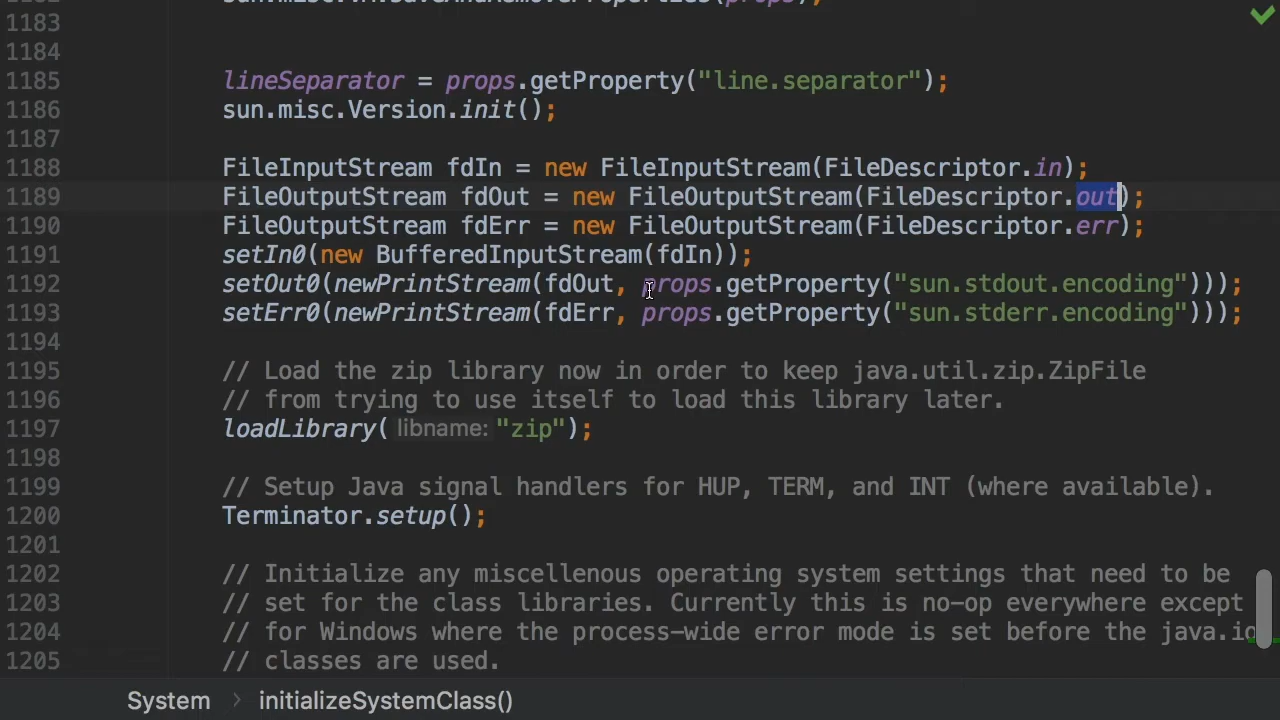 1183
1184
1185 lineSeparator = props.getProperty("line.separator");
1186 sun.misc.Version.init();
1187
1188 FileInputStream fdIn = new FileInputStream(FileDescriptor.in);
1189 FileOutputStream fdOut = new FileOutputStream(FileDescriptor.out);
1190 FileOutputStream fdErr = new FileOutputStream(FileDescriptor.err);
1191 setIn0(new BufferedInputStream(fdIn));
1192 setOut0(newPrintStream(fdOut, props.getProperty("sun.stdout.encoding")));
1193 setErr0(newPrintStream(fdErr, props.getProperty("sun.stderr.encoding")));
1194
1195 // Load the zip library now in order to keep java.util.zip.ZipFile
1196 // from trying to use itself to load this library later.
1197 loadLibrary( libname: "zip");
1198
1199 // Setup Java signal handlers for HUP, TERM, and INT (where available).
1200 Terminator.setup();
1201
1202 // Initialize any miscellenous operating system settings that need to be
1203 // set for the class libraries. Currently this is no-op everywhere except
1204 // for Windows where the process-wide error mode is set before the java.io
1205 // classes are used.
System > initializeSystemClass()